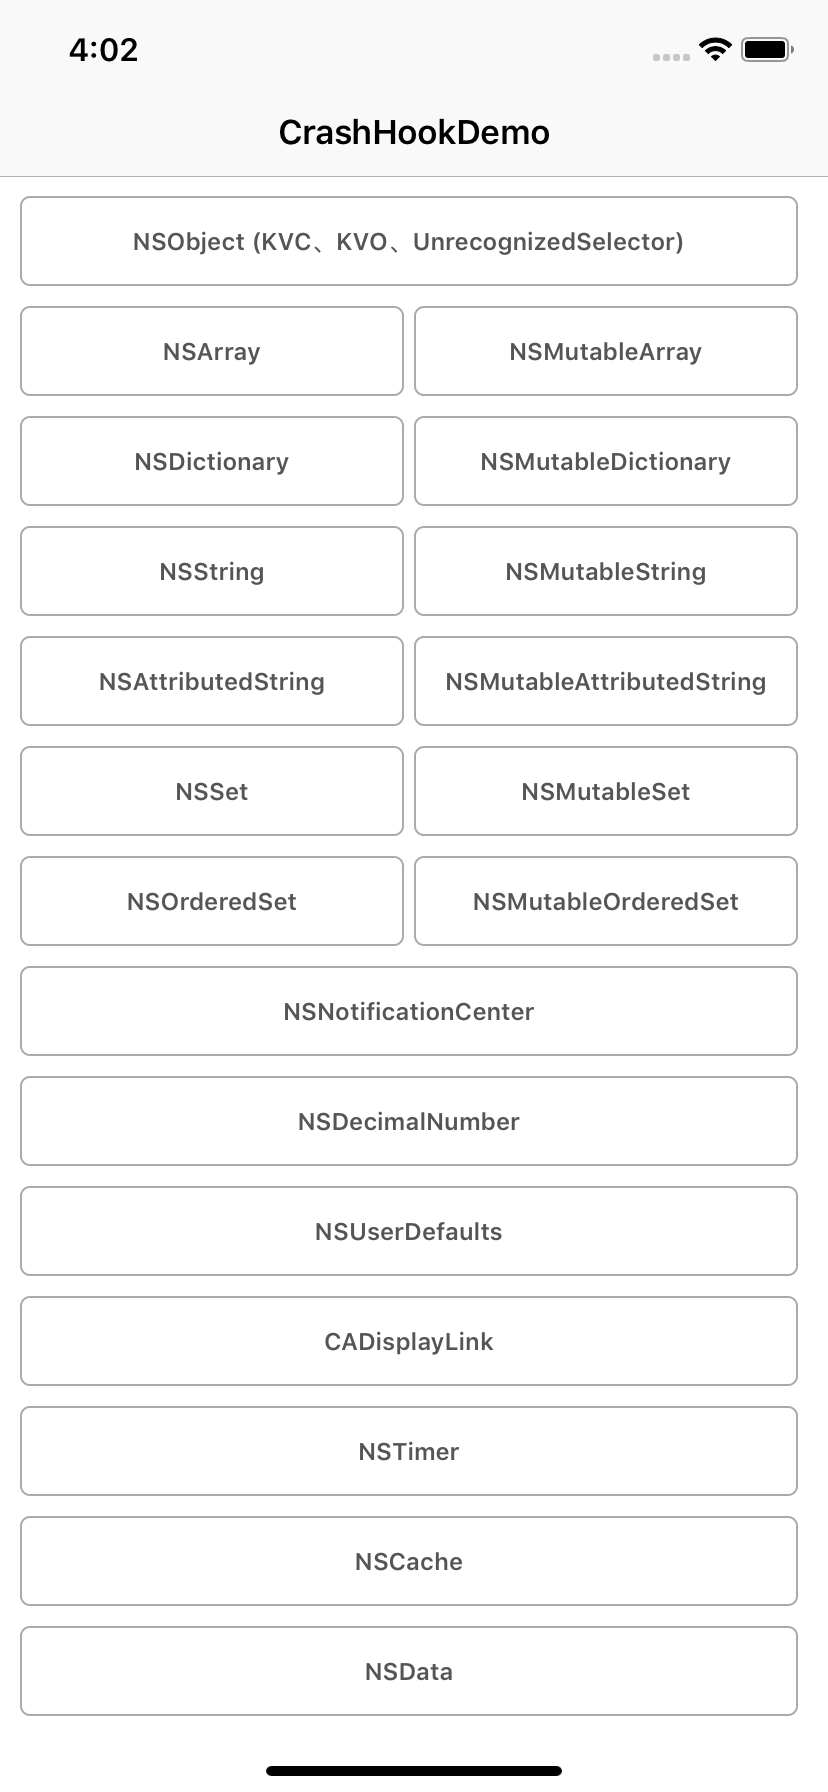 4:02
CrashHookDemo
NSObject (KVC、KVO、UnrecognizedSelector)
NSArray
NSMutableArray
NSDictionary
NSMutableDictionary
NSString
NSMutableString
NSAttributedString
NSMutableAttributedString
NSSet
NSMutableSet
NSOrderedSet
NSMutableOrderedSet
NSNotificationCenter
NSDecimalNumber
NSUserDefaults
CADisplayLink
NSTimer
NSCache
NSData